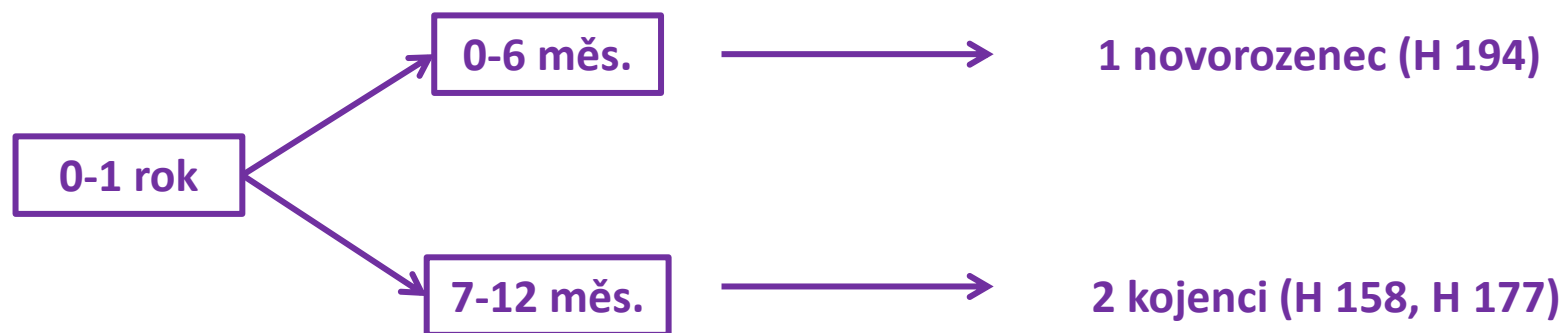 0-6 měs.
1 novorozenec (H 194)
0-1 rok
7-12 měs.
2 kojenci (H 158, H 177)